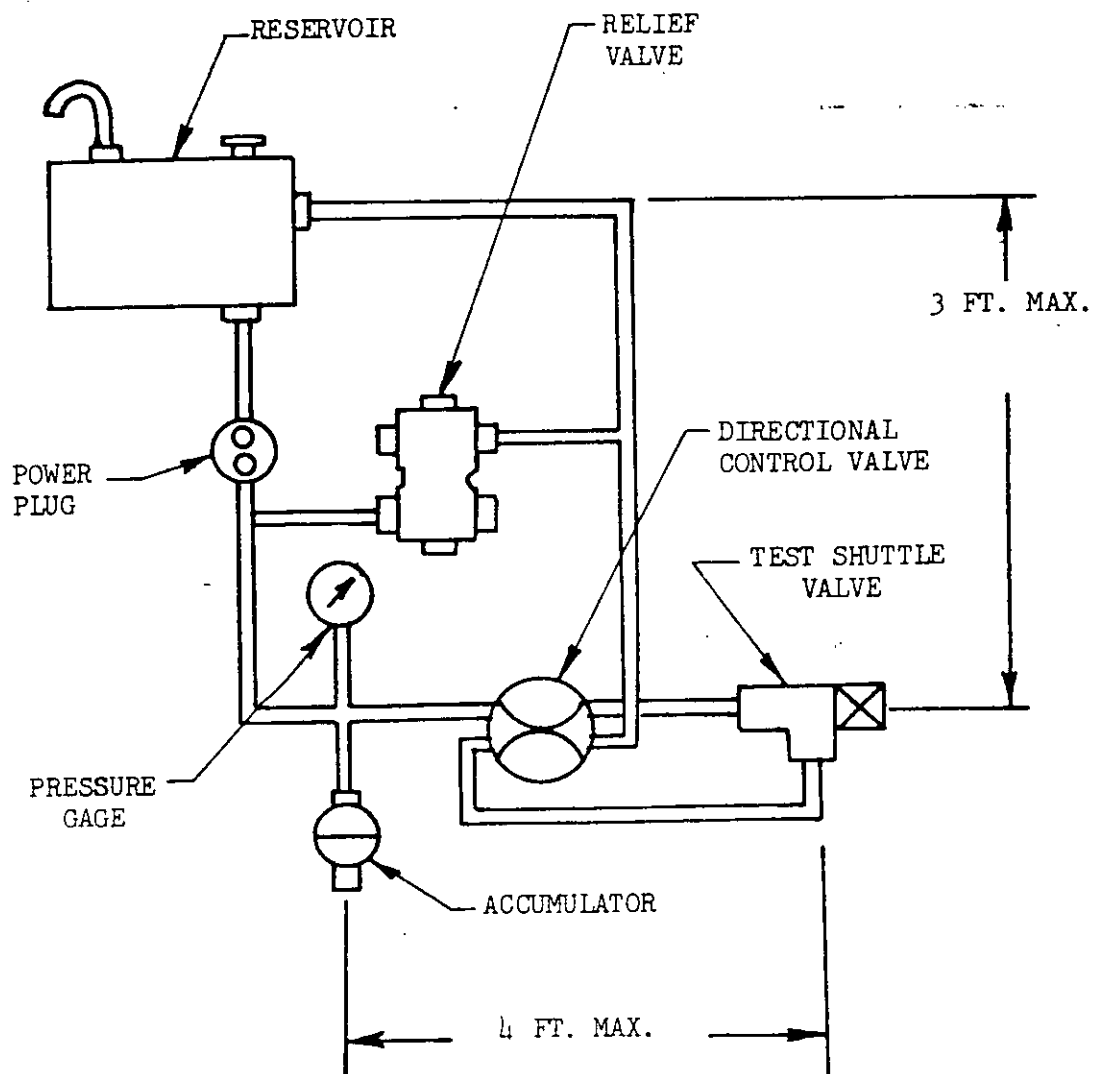 RESERVOIR
RELIEF
VALVE
3 FT. MAX.
POWER
PLUG
DIRECTIONAL
CONTROL VALVE
TEST SHUTTLE
VALVE
PRESSURE
GAGE
ACCUMULATOR
4 FT. MAX.